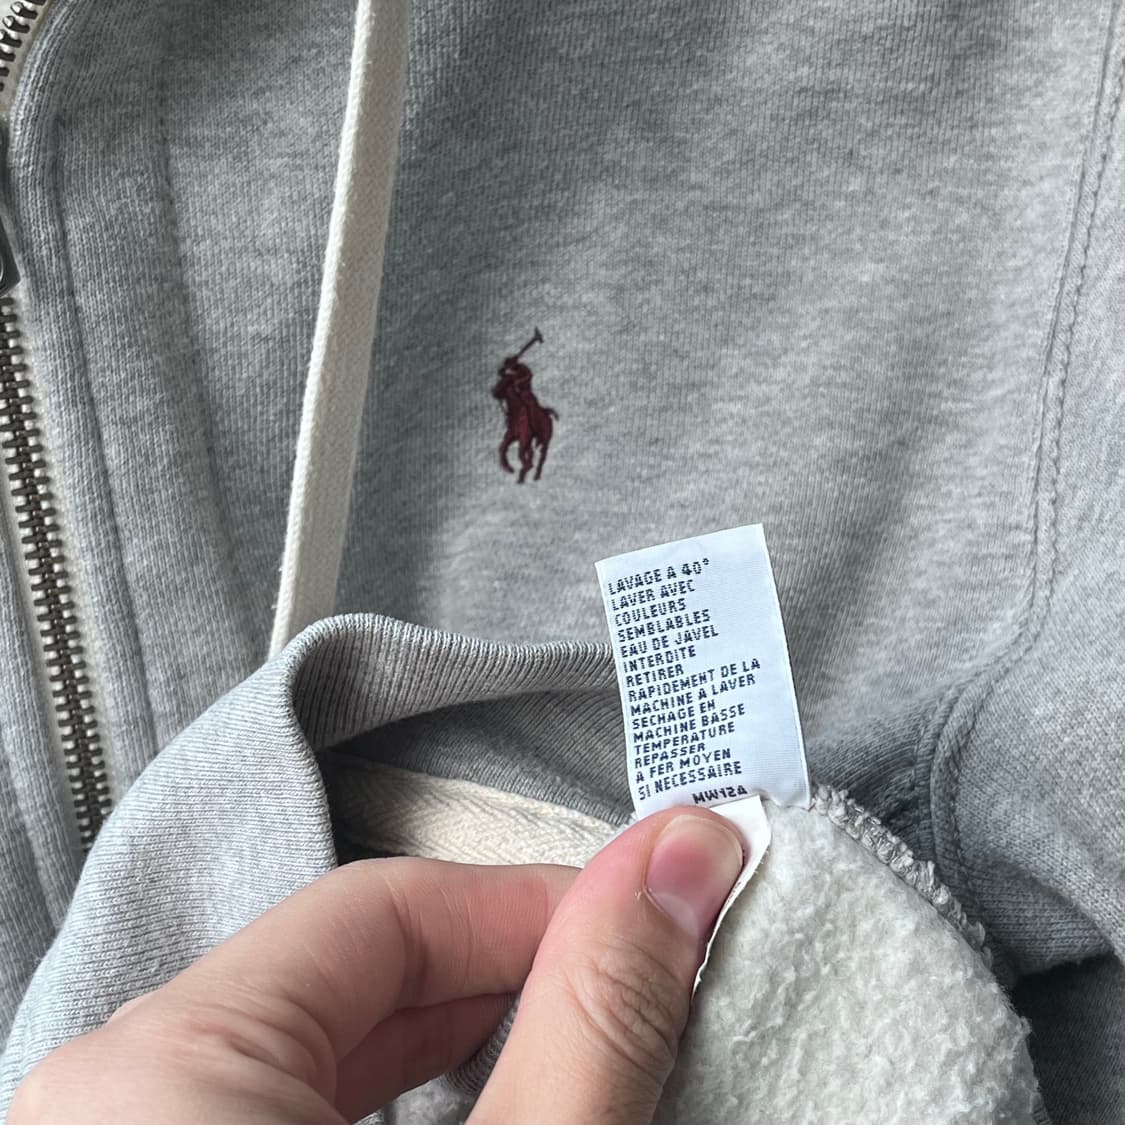 LAVAGE A 40°
LAVER AVEC
COULEURS
SEMBLABLES
EAU DE JAVEL
INTERDITE
RETIRER
RAPIDEMENT DE LA
MACHINE A LAVER
SECHAGE EN
MACHINE BASSE
TEMPERATURE
REPASSER
A FER MOYEN
SI NECESSAIRE
MW12A